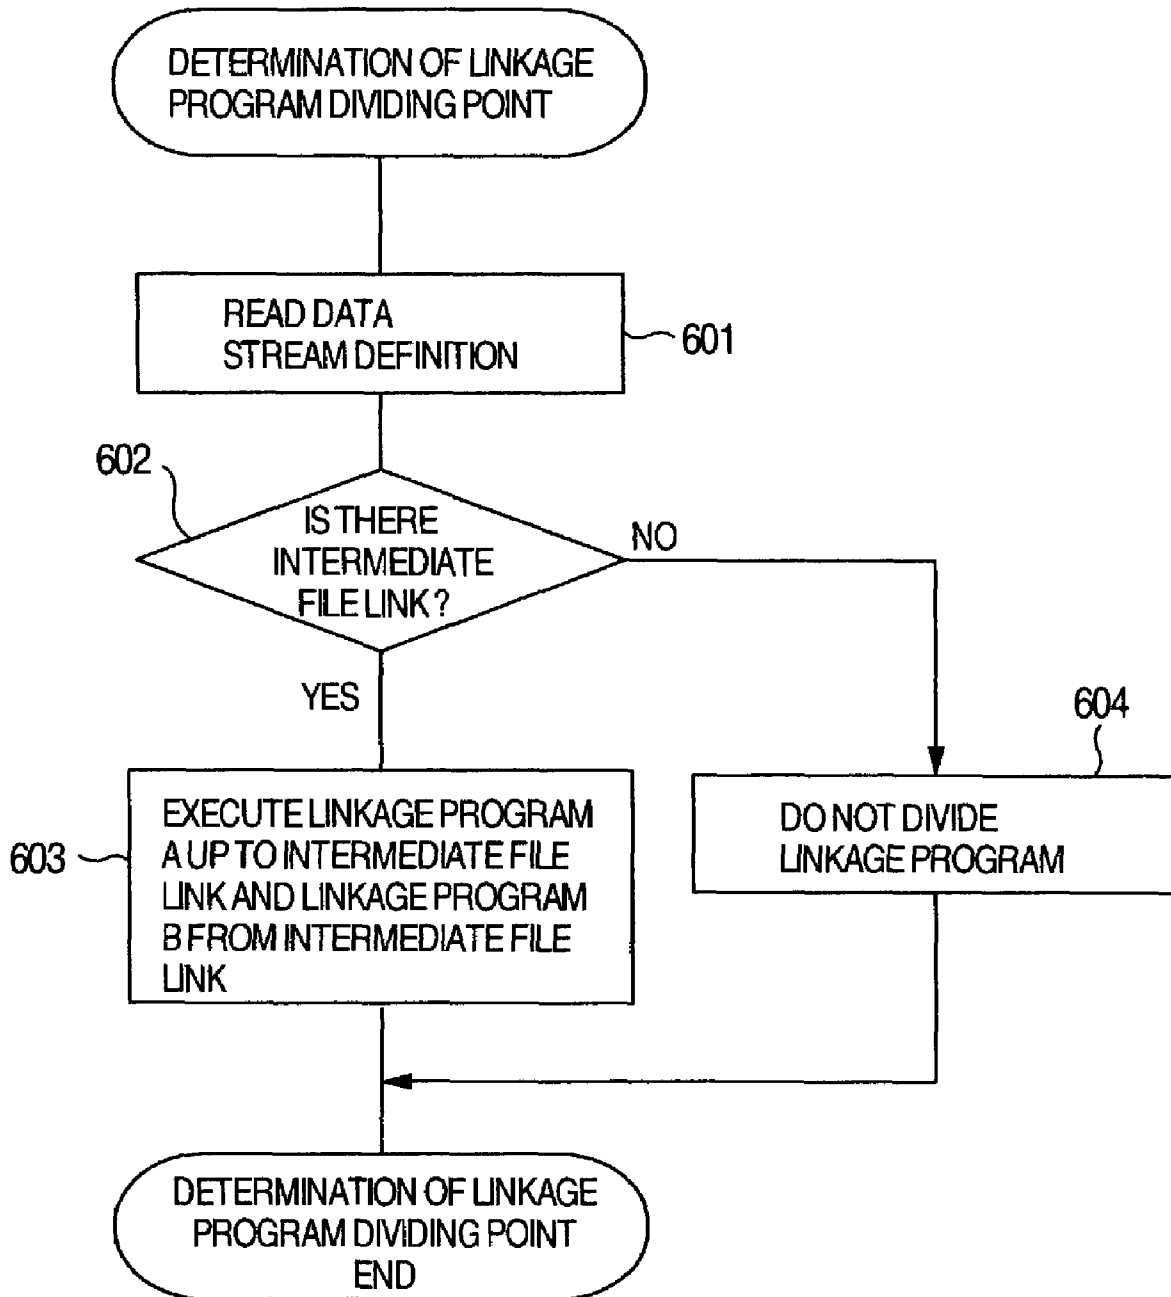 DETERMINATION OF LINKAGE
PROGRAM DIVIDING POINT
READ DATA
STREAM DEFINITION
601
602
IS THERE
INTERMEDIATE
FILE LINK?
NO
YES
604
603
EXECUTE LINKAGE PROGRAM
A UP TO INTERMEDIATE FILE
LINK AND LINKAGE PROGRAM
B FROM INTERMEDIATE FILE
LINK
DO NOT DIVIDE
LINKAGE PROGRAM
DETERMINATION OF LINKAGE
PROGRAM DIVIDING POINT
END